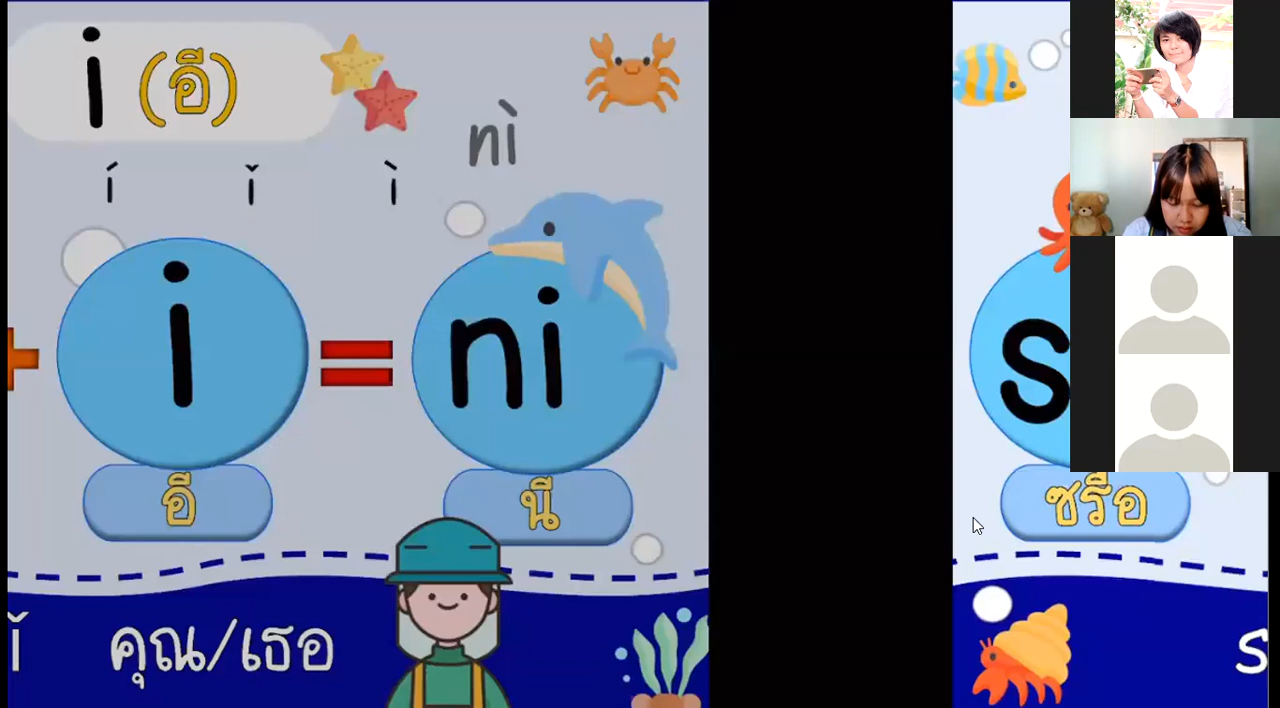 i (อี)
nì
í ǐ ì
+ i = ni
s
อี นี
ซรือ
ǐ คุณ/เธอ
s